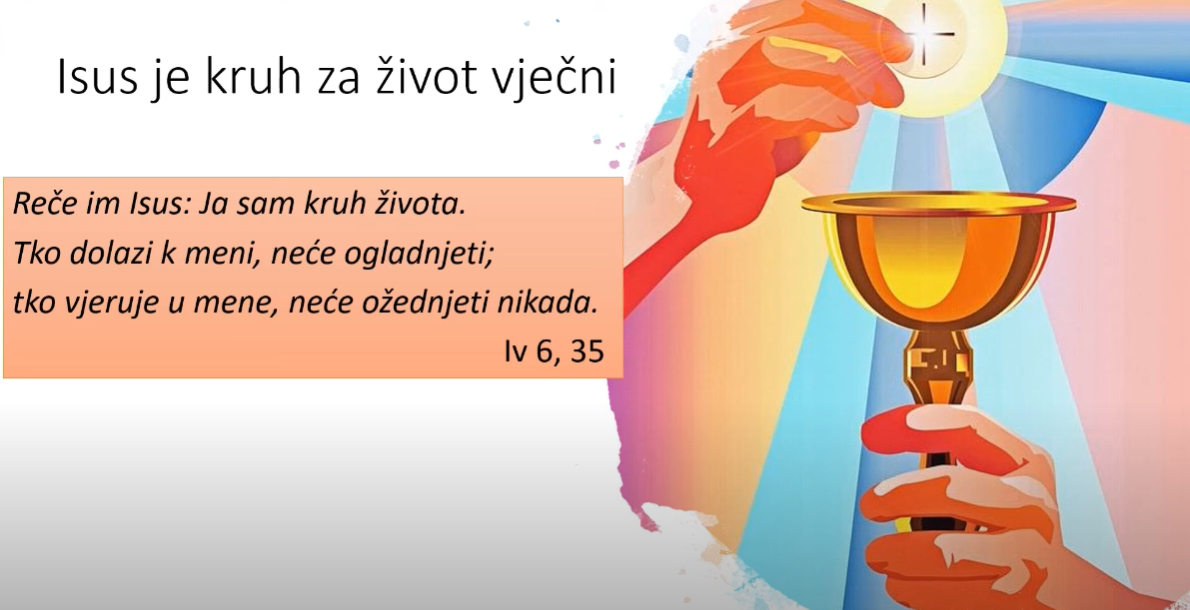 Isus je kruh za život vječni
Reče im Isus: Ja sam kruh života.
Tko dolazi k meni, neće ogladnjeti;
tko vjeruje u mene, neće ožednjeti nikada.
Iv 6, 35